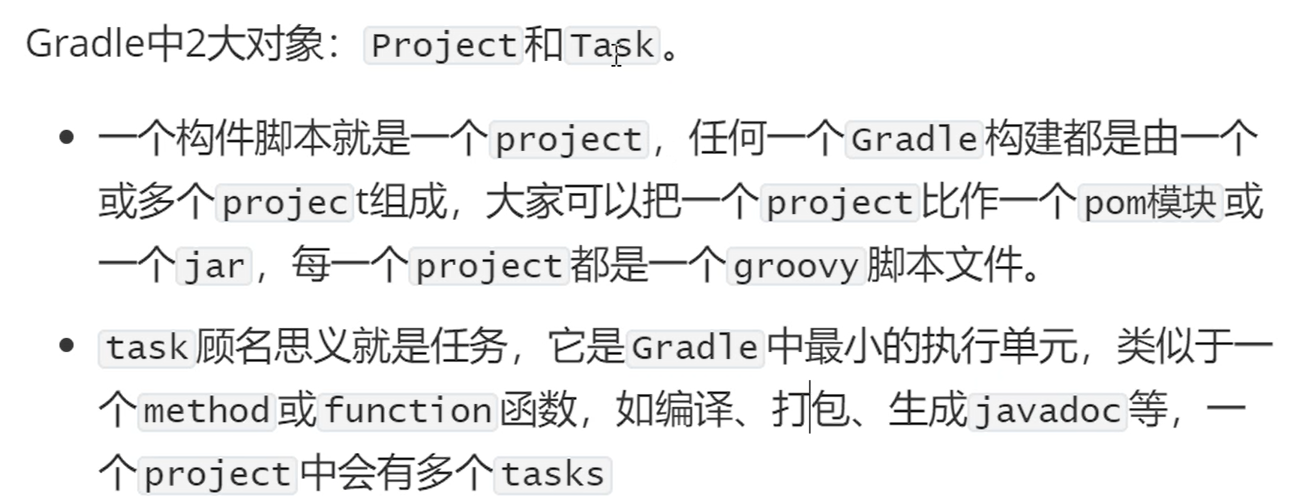 Gradle中2大对象：Project和Task。
一个构件脚本就是一个project，任何一个Gradle构建都是由一个
或多个project组成，大家可以把一个project比作一个pom模块或
一个jar，每一个project都是一个groovy脚本文件。
task顾名思义就是任务，它是Gradle中最小的执行单元，类似于一
个method或function函数，如编译、打包、生成javadoc等，一
个project中会有多个tasks